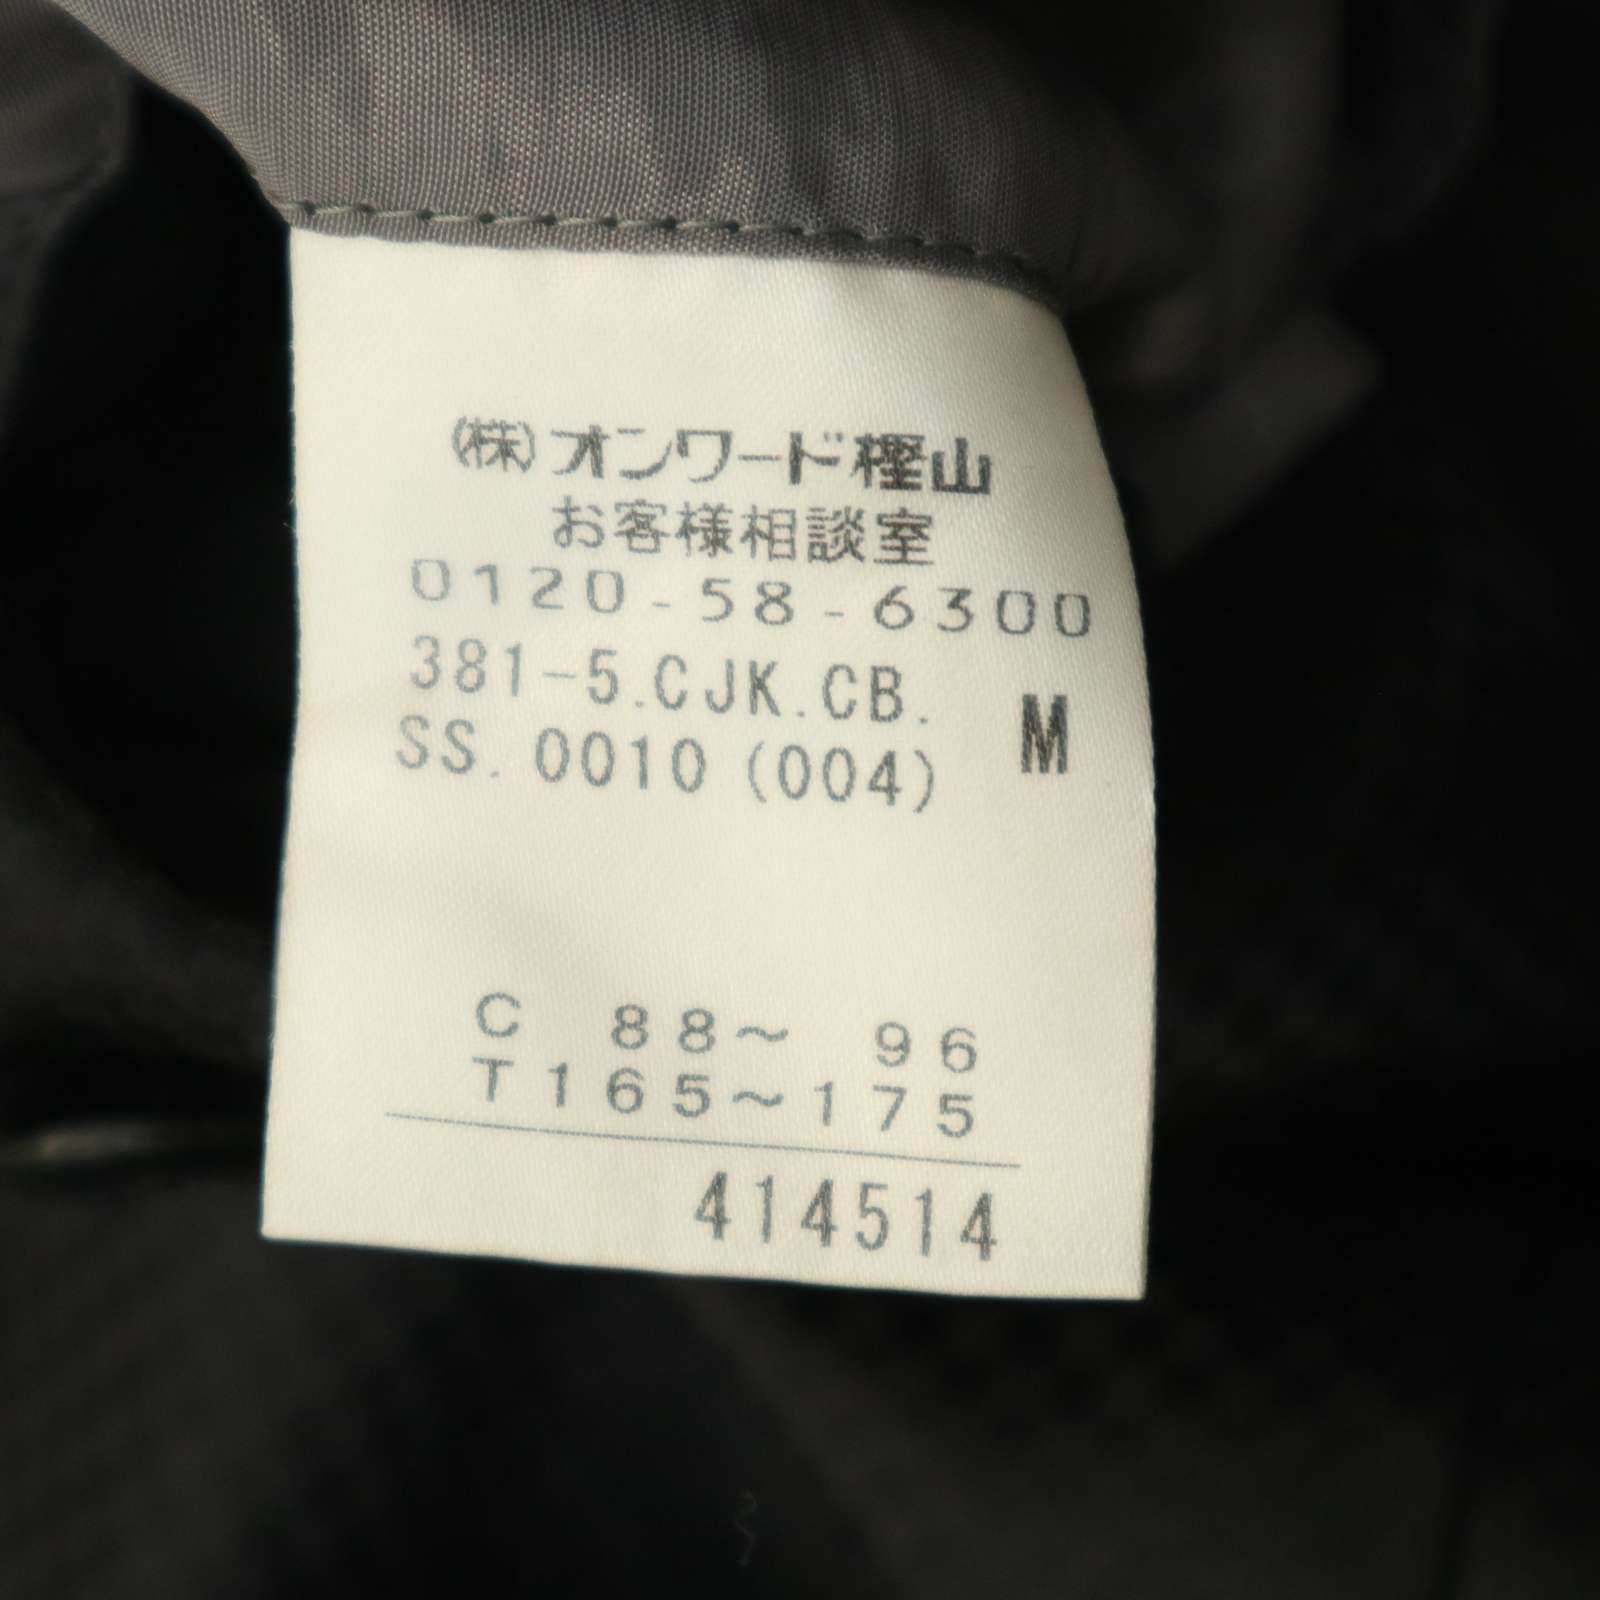 (株)オンワード樫山
お客様相談室
0120-58-6300
381-5.CJK.CB.
SS.0010(004) M
C 88～ 96
T165～175
414514